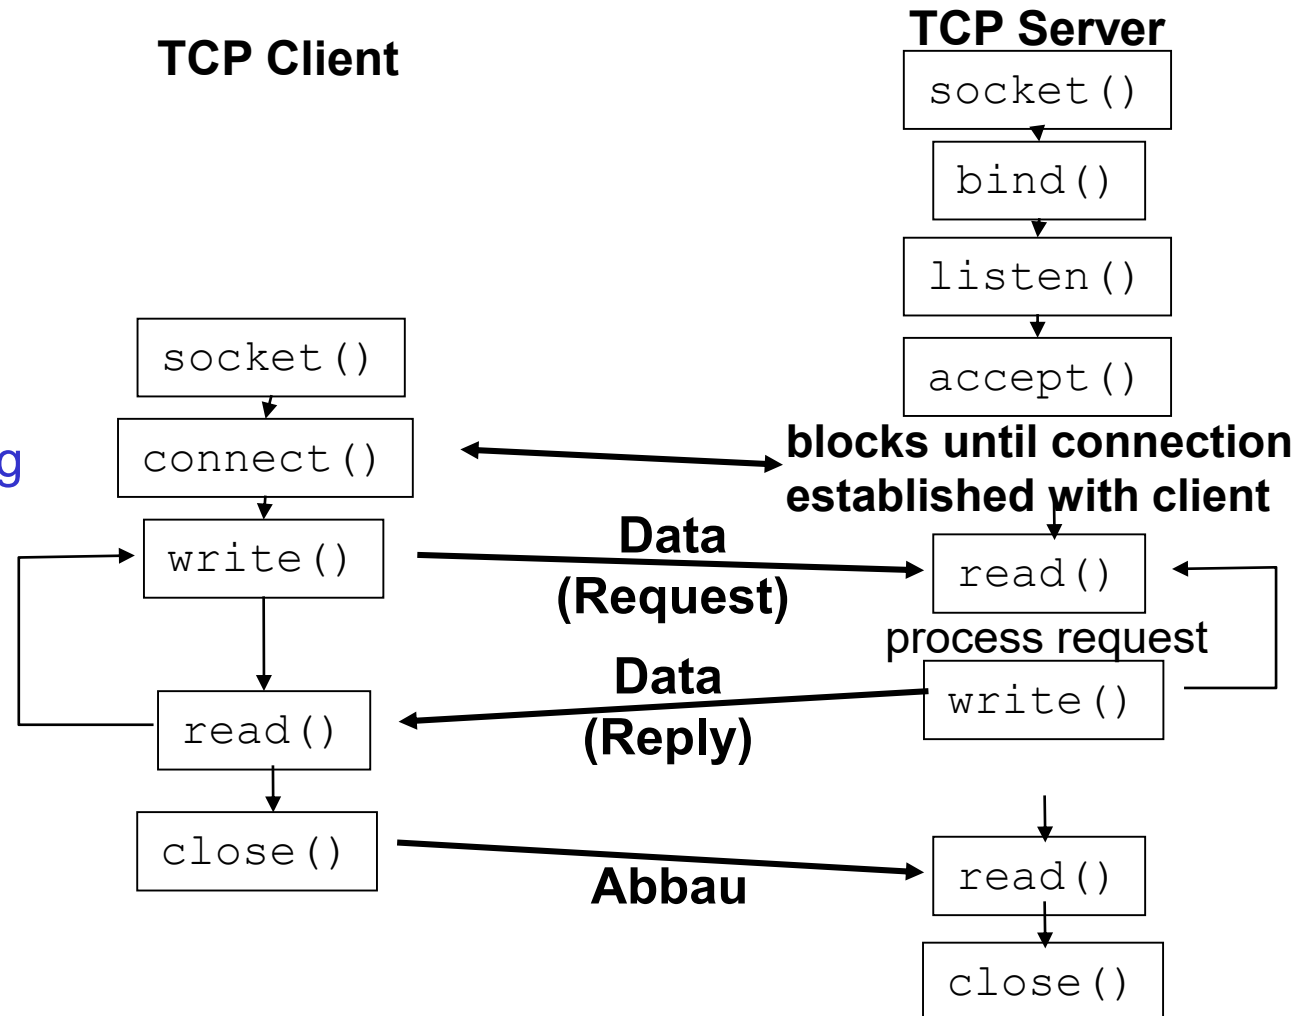 TCP Client
TCP Server
socket()
bind()
listen()
accept()
socket()
connect()
g
blocks until connection
established with client
write()
Data
(Request)
read()
process request
Data
(Reply)
write()
read()
close()
Abbau
read()
close()